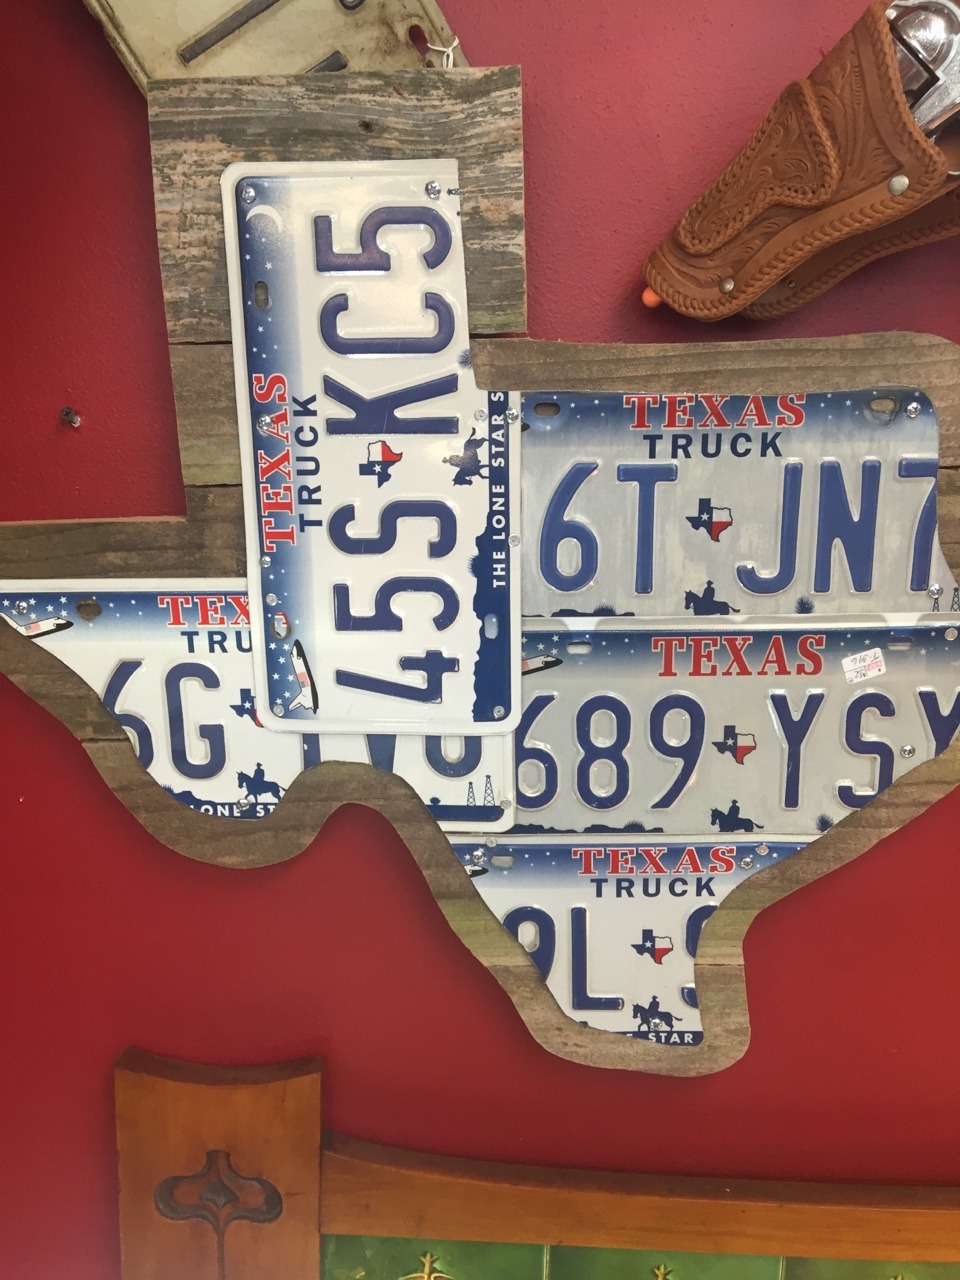 TEXAS
TRUCK
45S KC5
THE LONE STAR S
TEXAS
TRUCK
6T JN7
TEX
TRU
6G
LONE ST
TEXAS
689 YSY
TEXAS
TRUCK
9L S
E STAR